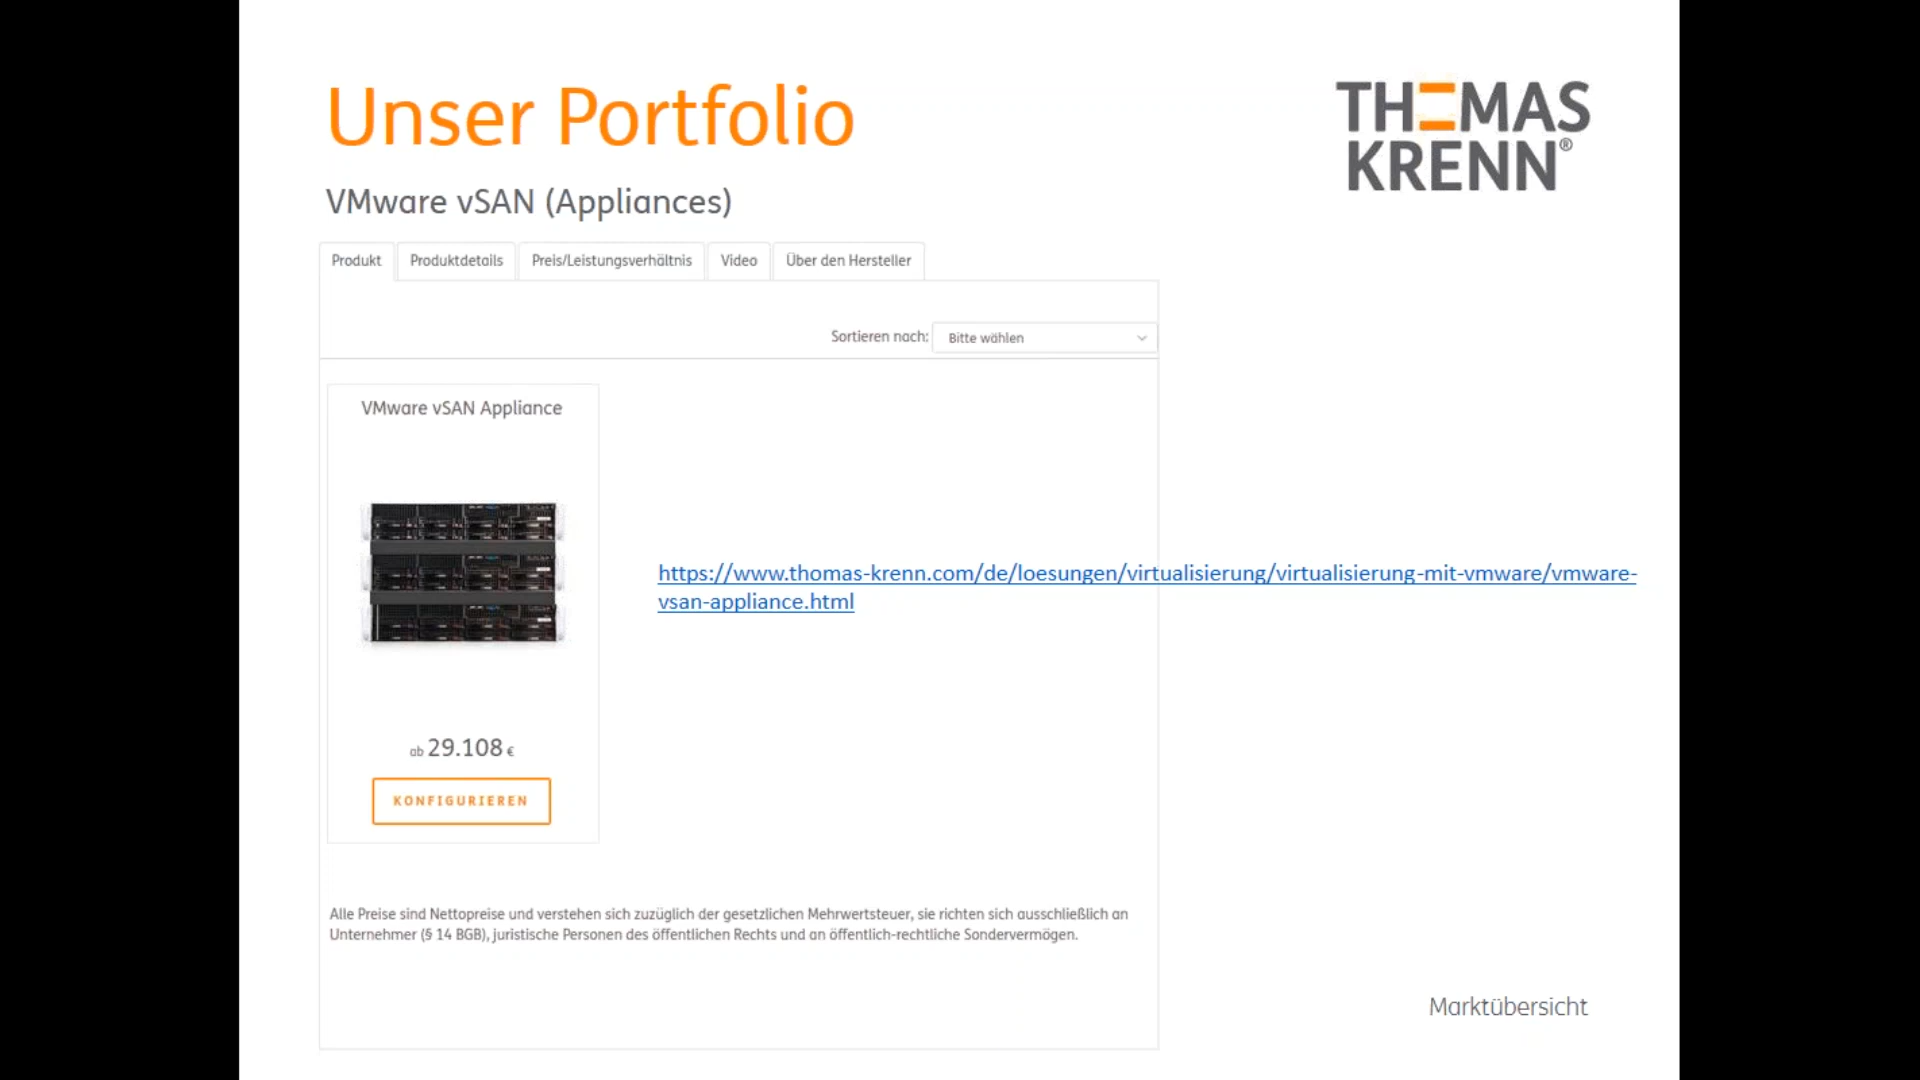 Unser Portfolio
THOMAS
KRENN®
VMware vSAN (Appliances)
Produkt
Produktdetails
Preis/Leistungsverhältnis
Video
Über den Hersteller
Sortieren nach:
Bitte wählen
VMware vSAN Appliance
https://www.thomas-krenn.com/de/loesungen/virtualisierung/virtualisierung-mit-vmware/vmware-
vsan-appliance.html
ab 29.108 €
KONFIGURIEREN
Alle Preise sind Nettopreise und verstehen sich zuzüglich der gesetzlichen Mehrwertsteuer, sie richten sich ausschließlich an
Unternehmer (§ 14 BGB), juristische Personen des öffentlichen Rechts und an öffentlich-rechtliche Sondervermögen.
Marktübersicht